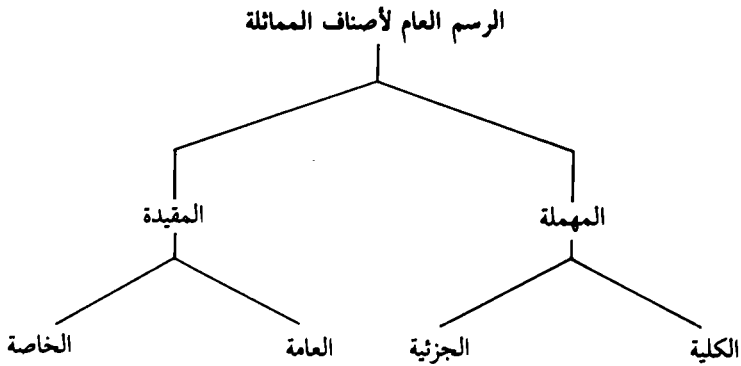 الرسم العام لأصناف المماثلة
المهملة
المقيدة
الكلية
الجزئية
العامة
الخاصة